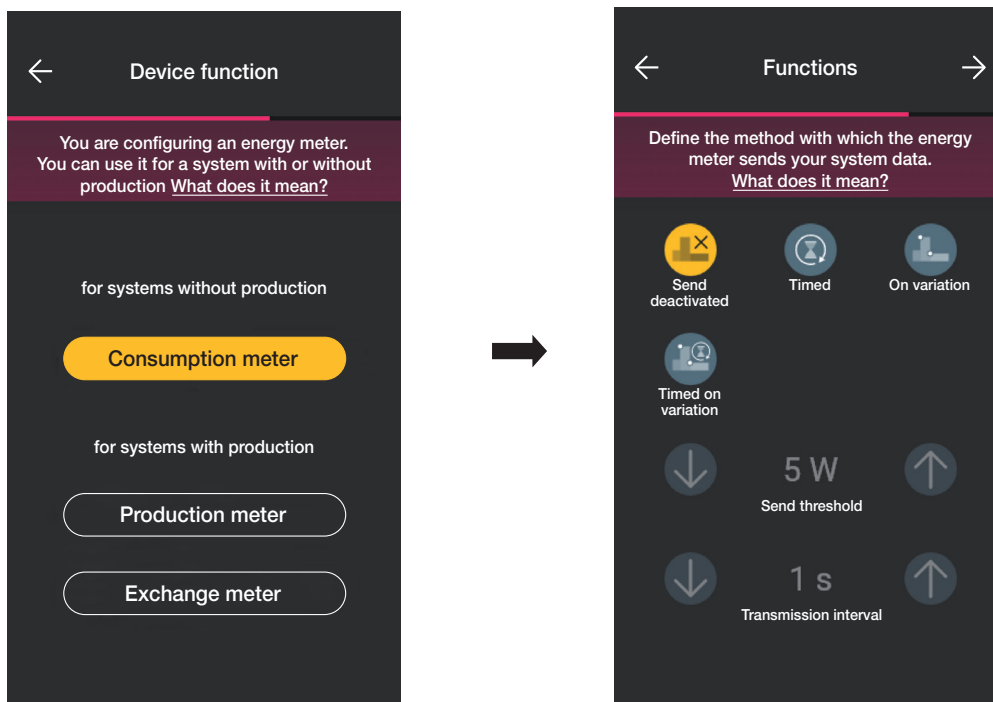 Device function
You are configuring an energy meter.
You can use it for a system with or without
production What does it mean?
for systems without production
Consumption meter
for systems with production
Production meter
Exchange meter
Functions
Define the method with which the energy
meter sends your system data.
What does it mean?
Send
deactivated
Timed
On variation
Timed on
variation
5 W
Send threshold
1 s
Transmission interval